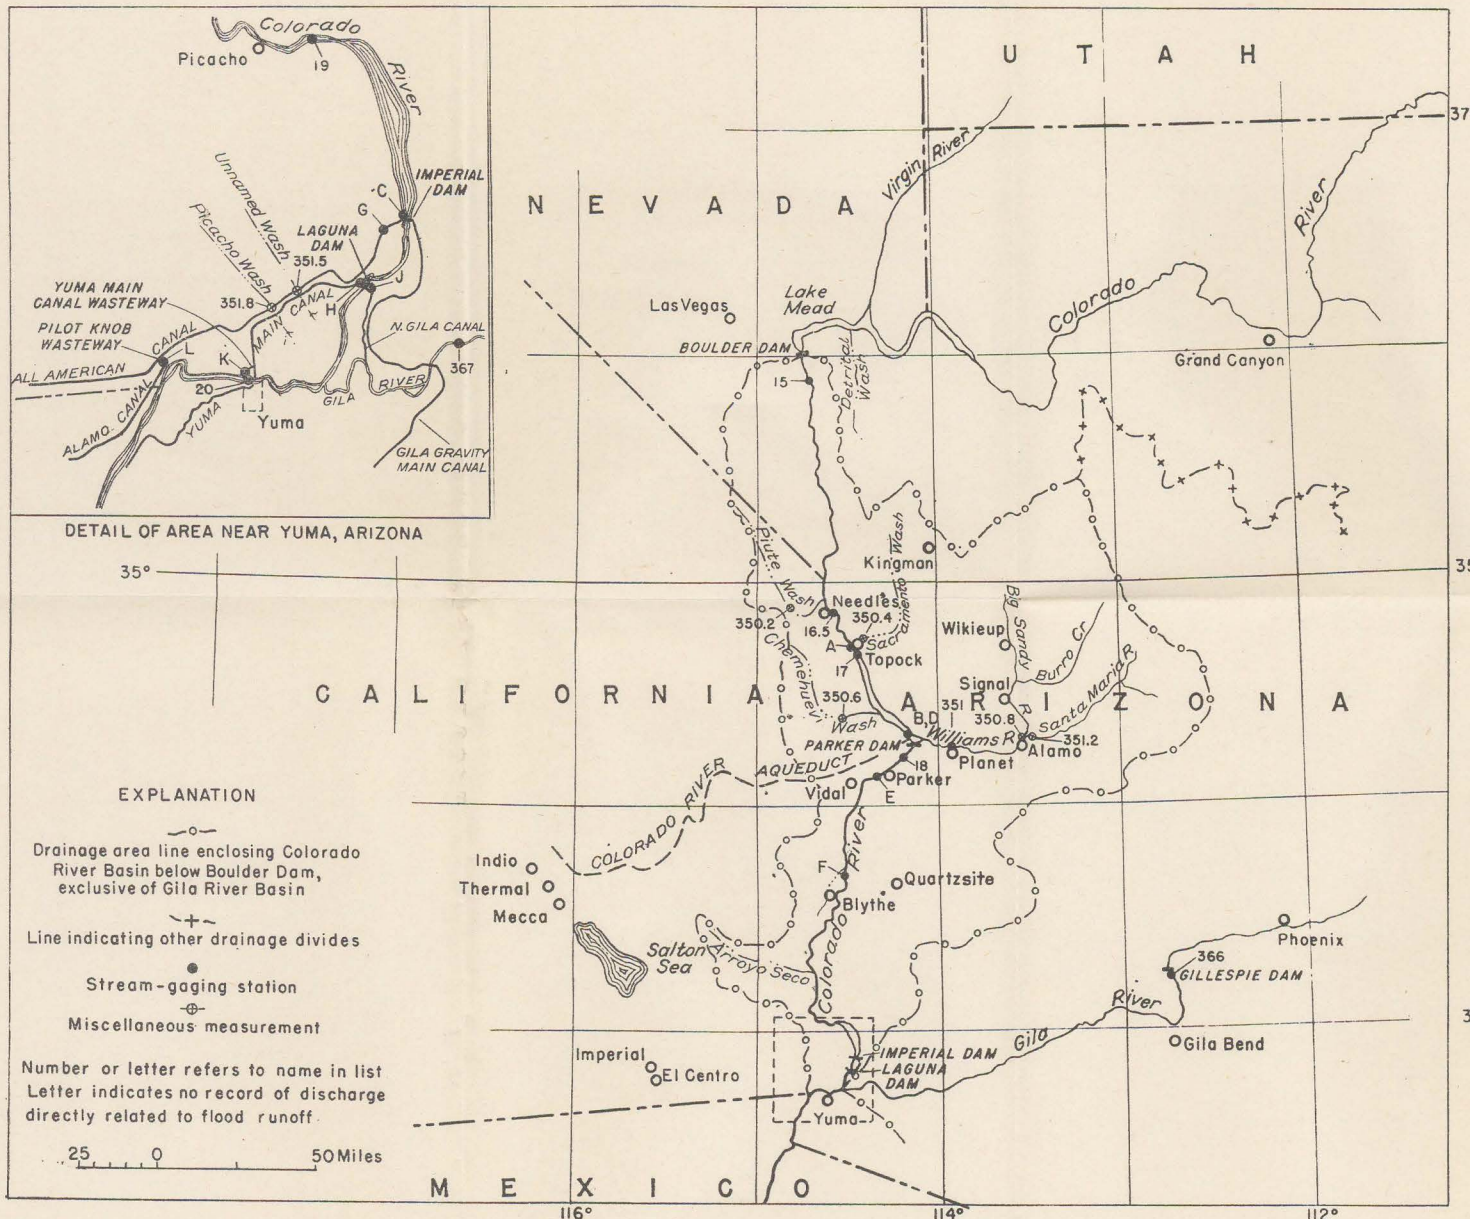 Colorado
River
Picacho
19
Unnamed Wash
Picacho Wash
C
IMPERIAL
DAM
G
LAGUNA
DAM
351.5
J
YUMA MAIN
CANAL WASTEWAY
351.8
MAIN CANAL
H
PILOT KNOB
WASTEWAY
N. GILA CANAL
L
K
367
ALL AMERICAN CANAL
20
GILA RIVER
ALAMO CANAL
YUMA
Yuma
GILA GRAVITY
MAIN CANAL
DETAIL OF AREA NEAR YUMA, ARIZONA
UTAH
37
Virgin River
River
NEVADA
Las Vegas
Lake
Mead
Colorado
BOULDER DAM
Grand Canyon
15
Detrital
Wash
35°
35
Piute Wash
Kingman
Sacramento Wash
Needles
350.2
16.5
350.4
Big Sandy R
Wikieup
A
Topock
17
Burro Cr
Chemehuevi
Wash
Santa Maria R.
Signal
CALIFORNIA
ARIZONA
350.6
B,D
351
350.8
Williams R
351.2
PARKER DAM
Planet
Alamo
18
COLORADO RIVER AQUEDUCT
Parker
Vidal
E
River
Indio
Thermal
Mecca
F
Quartzsite
Blythe
Colorado
Salton
Sea
Arroyo Seco
Phoenix
366
GILLESPIE DAM
River
3
Gila
Gila Bend
Imperial
El Centro
IMPERIAL DAM
LAGUNA
DAM
Yuma
MEXICO
116°
114°
112°
EXPLANATION
Drainage area line enclosing Colorado
River Basin below Boulder Dam,
exclusive of Gila River Basin
Line indicating other drainage divides
Stream-gaging station
Miscellaneous measurement
Number or letter refers to name in list
Letter indicates no record of discharge
directly related to flood runoff
25 0 50 Miles